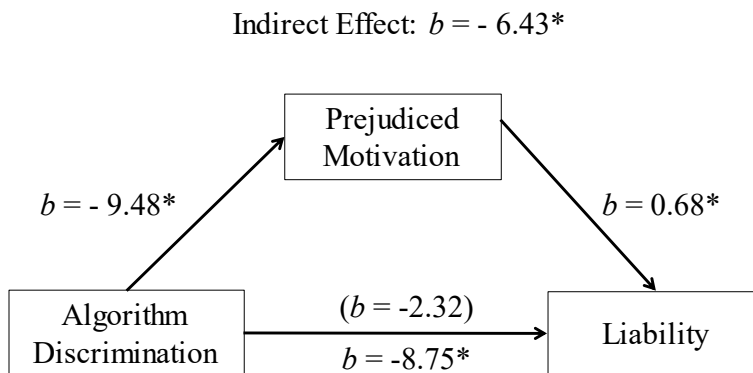 Indirect Effect: b = - 6.43*
Prejudiced
Motivation
b = - 9.48*
b = 0.68*
Algorithm
Discrimination
(b = -2.32)
b = -8.75*
Liability